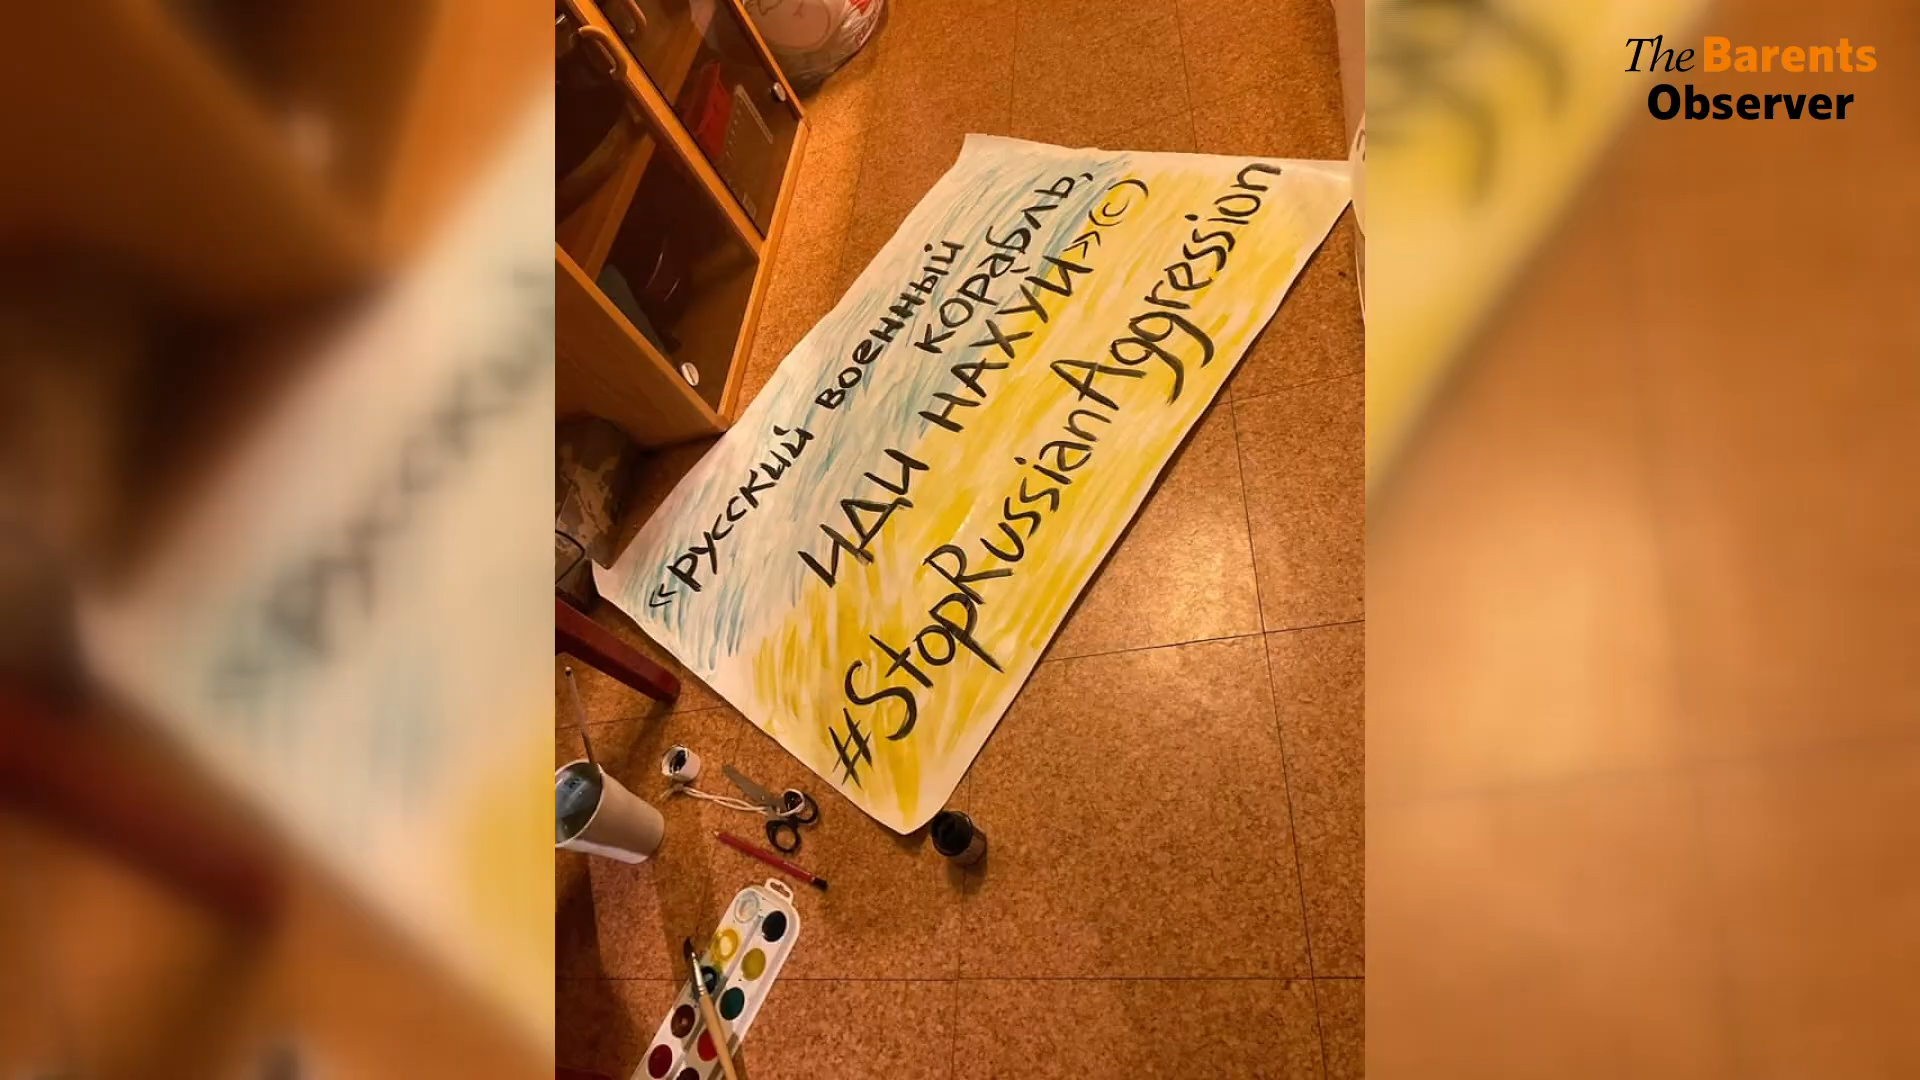 The Barents
Observer
«русский военный
корабль,
иди нахуй»(с)
#StopRussianAggression